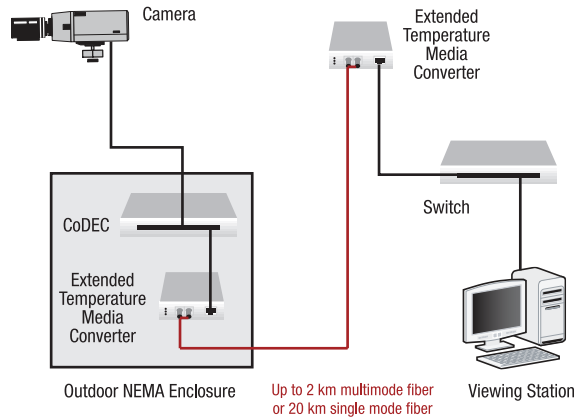 Camera
Extended
Temperature
Media
Converter
Switch
CoDEC
Extended
Temperature
Media
Converter
Outdoor NEMA Enclosure
Up to 2 km multimode fiber
or 20 km single mode fiber
Viewing Station